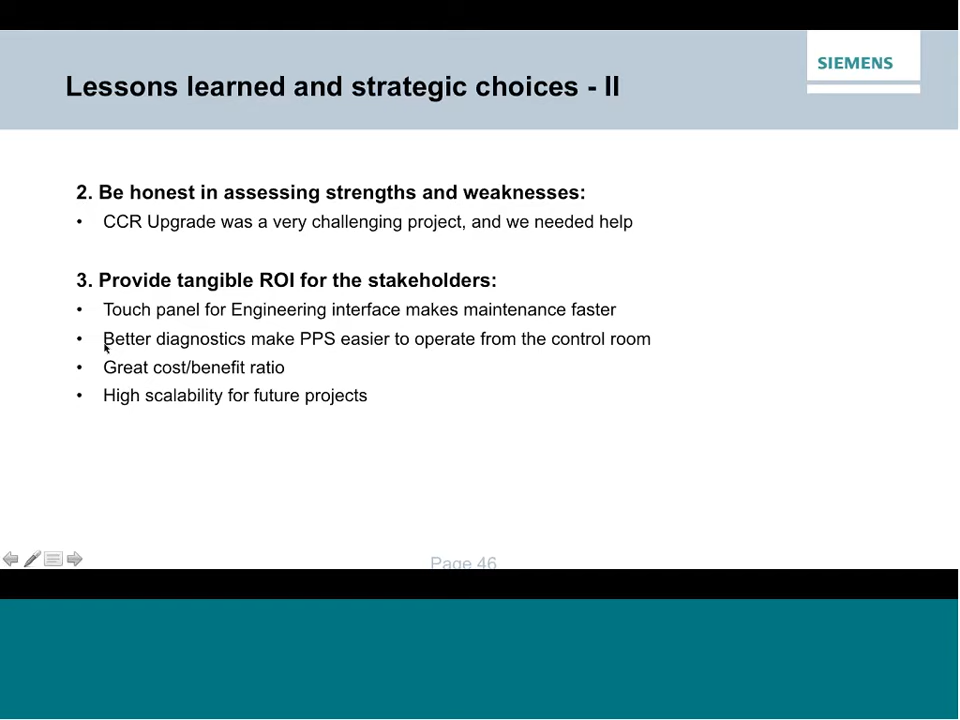 SIEMENS
Lessons learned and strategic choices - II
2. Be honest in assessing strengths and weaknesses:
• CCR Upgrade was a very challenging project, and we needed help
3. Provide tangible ROI for the stakeholders:
• Touch panel for Engineering interface makes maintenance faster
• Better diagnostics make PPS easier to operate from the control room
• Great cost/benefit ratio
• High scalability for future projects
Page 46